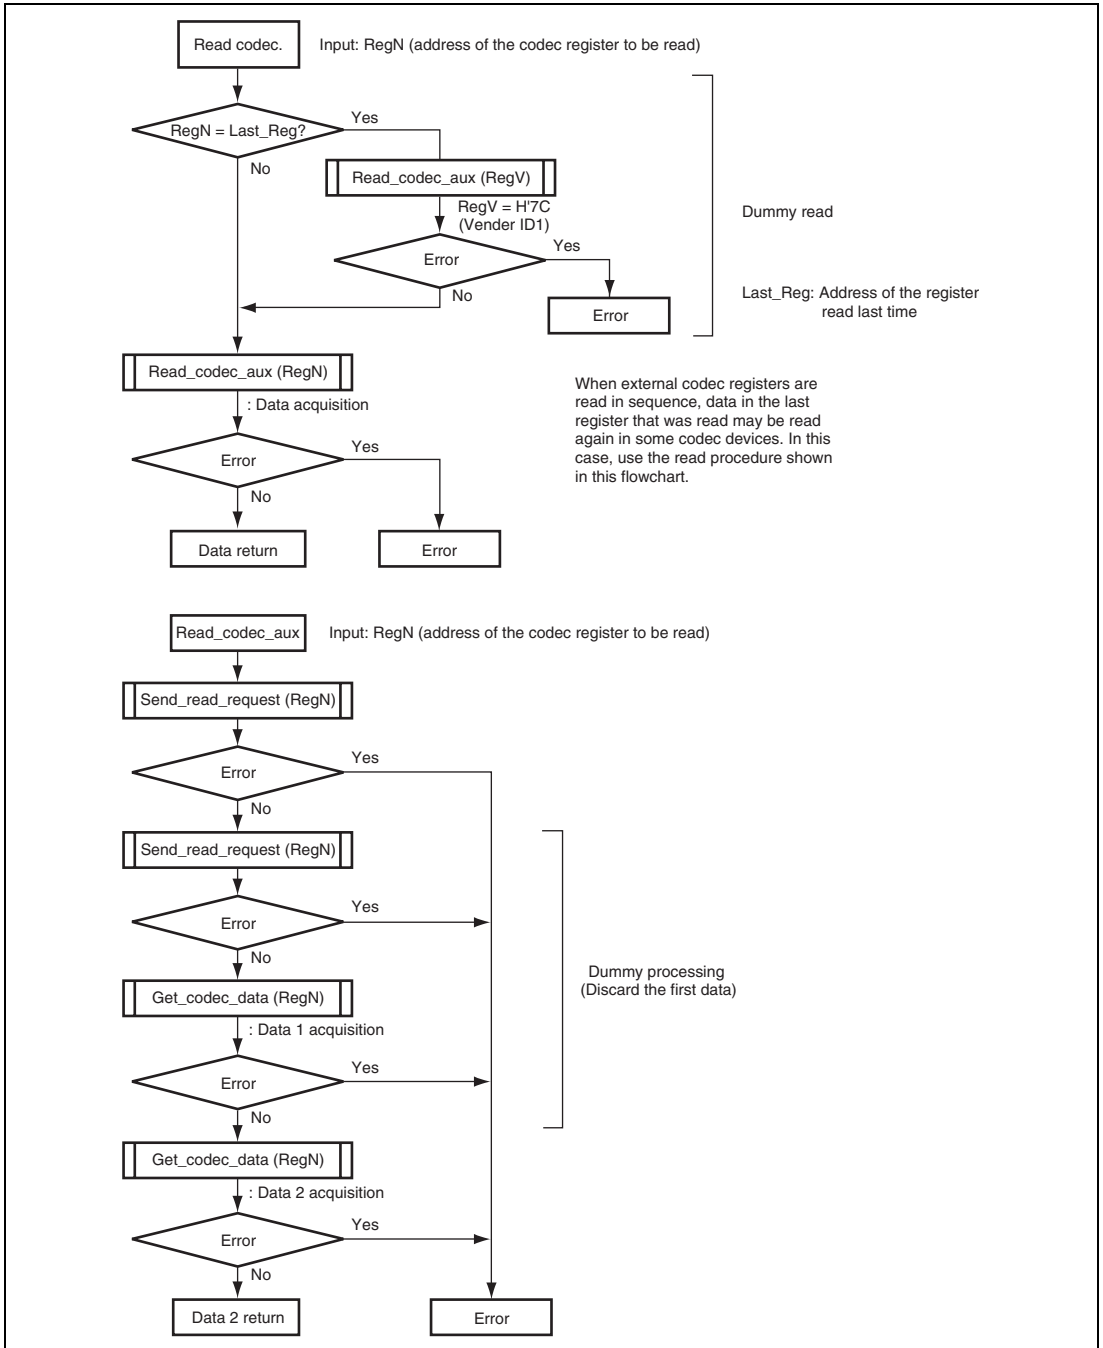 Read codec.
Input: RegN (address of the codec register to be read)
RegN = Last_Reg?
Yes
No
Read_codec_aux (RegV)
RegV = H'7C
(Vender ID1)
Error
Yes
No
Error
Dummy read
Last_Reg: Address of the register
read last time
Read_codec_aux (RegN)
: Data acquisition
Error
Yes
No
Data return
Error
When external codec registers are
read in sequence, data in the last
register that was read may be read
again in some codec devices. In this
case, use the read procedure shown
in this flowchart.
Read_codec_aux
Input: RegN (address of the codec register to be read)
Send_read_request (RegN)
Error
Yes
No
Send_read_request (RegN)
Error
Yes
No
Get_codec_data (RegN)
: Data 1 acquisition
Error
Yes
No
Dummy processing
(Discard the first data)
Get_codec_data (RegN)
: Data 2 acquisition
Error
Yes
No
Data 2 return
Error